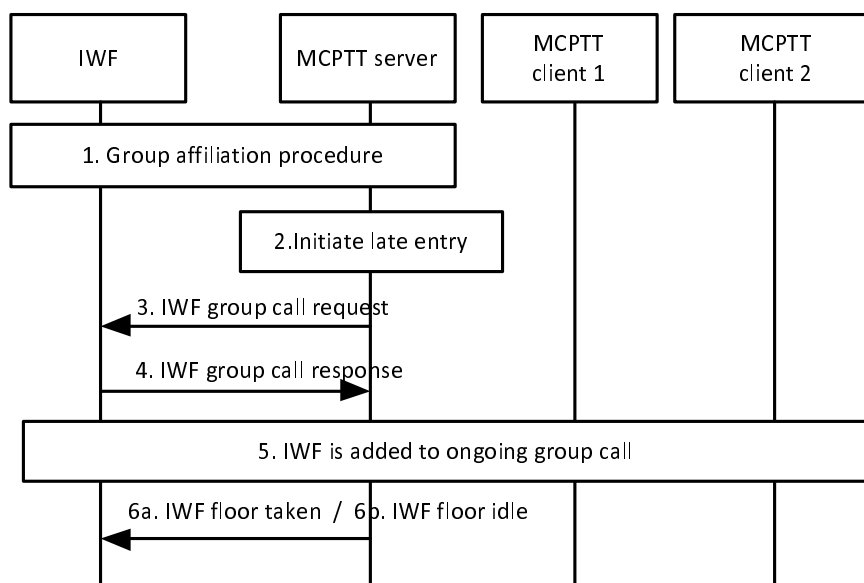 IWF
MCPTT server
MCPTT
client 1
MCPTT
client 2
1. Group affiliation procedure
2.Initiate late entry
3. IWF group call request
4. IWF group call response
5. IWF is added to ongoing group call
6a. IWF floor taken / 6b. IWF floor idle